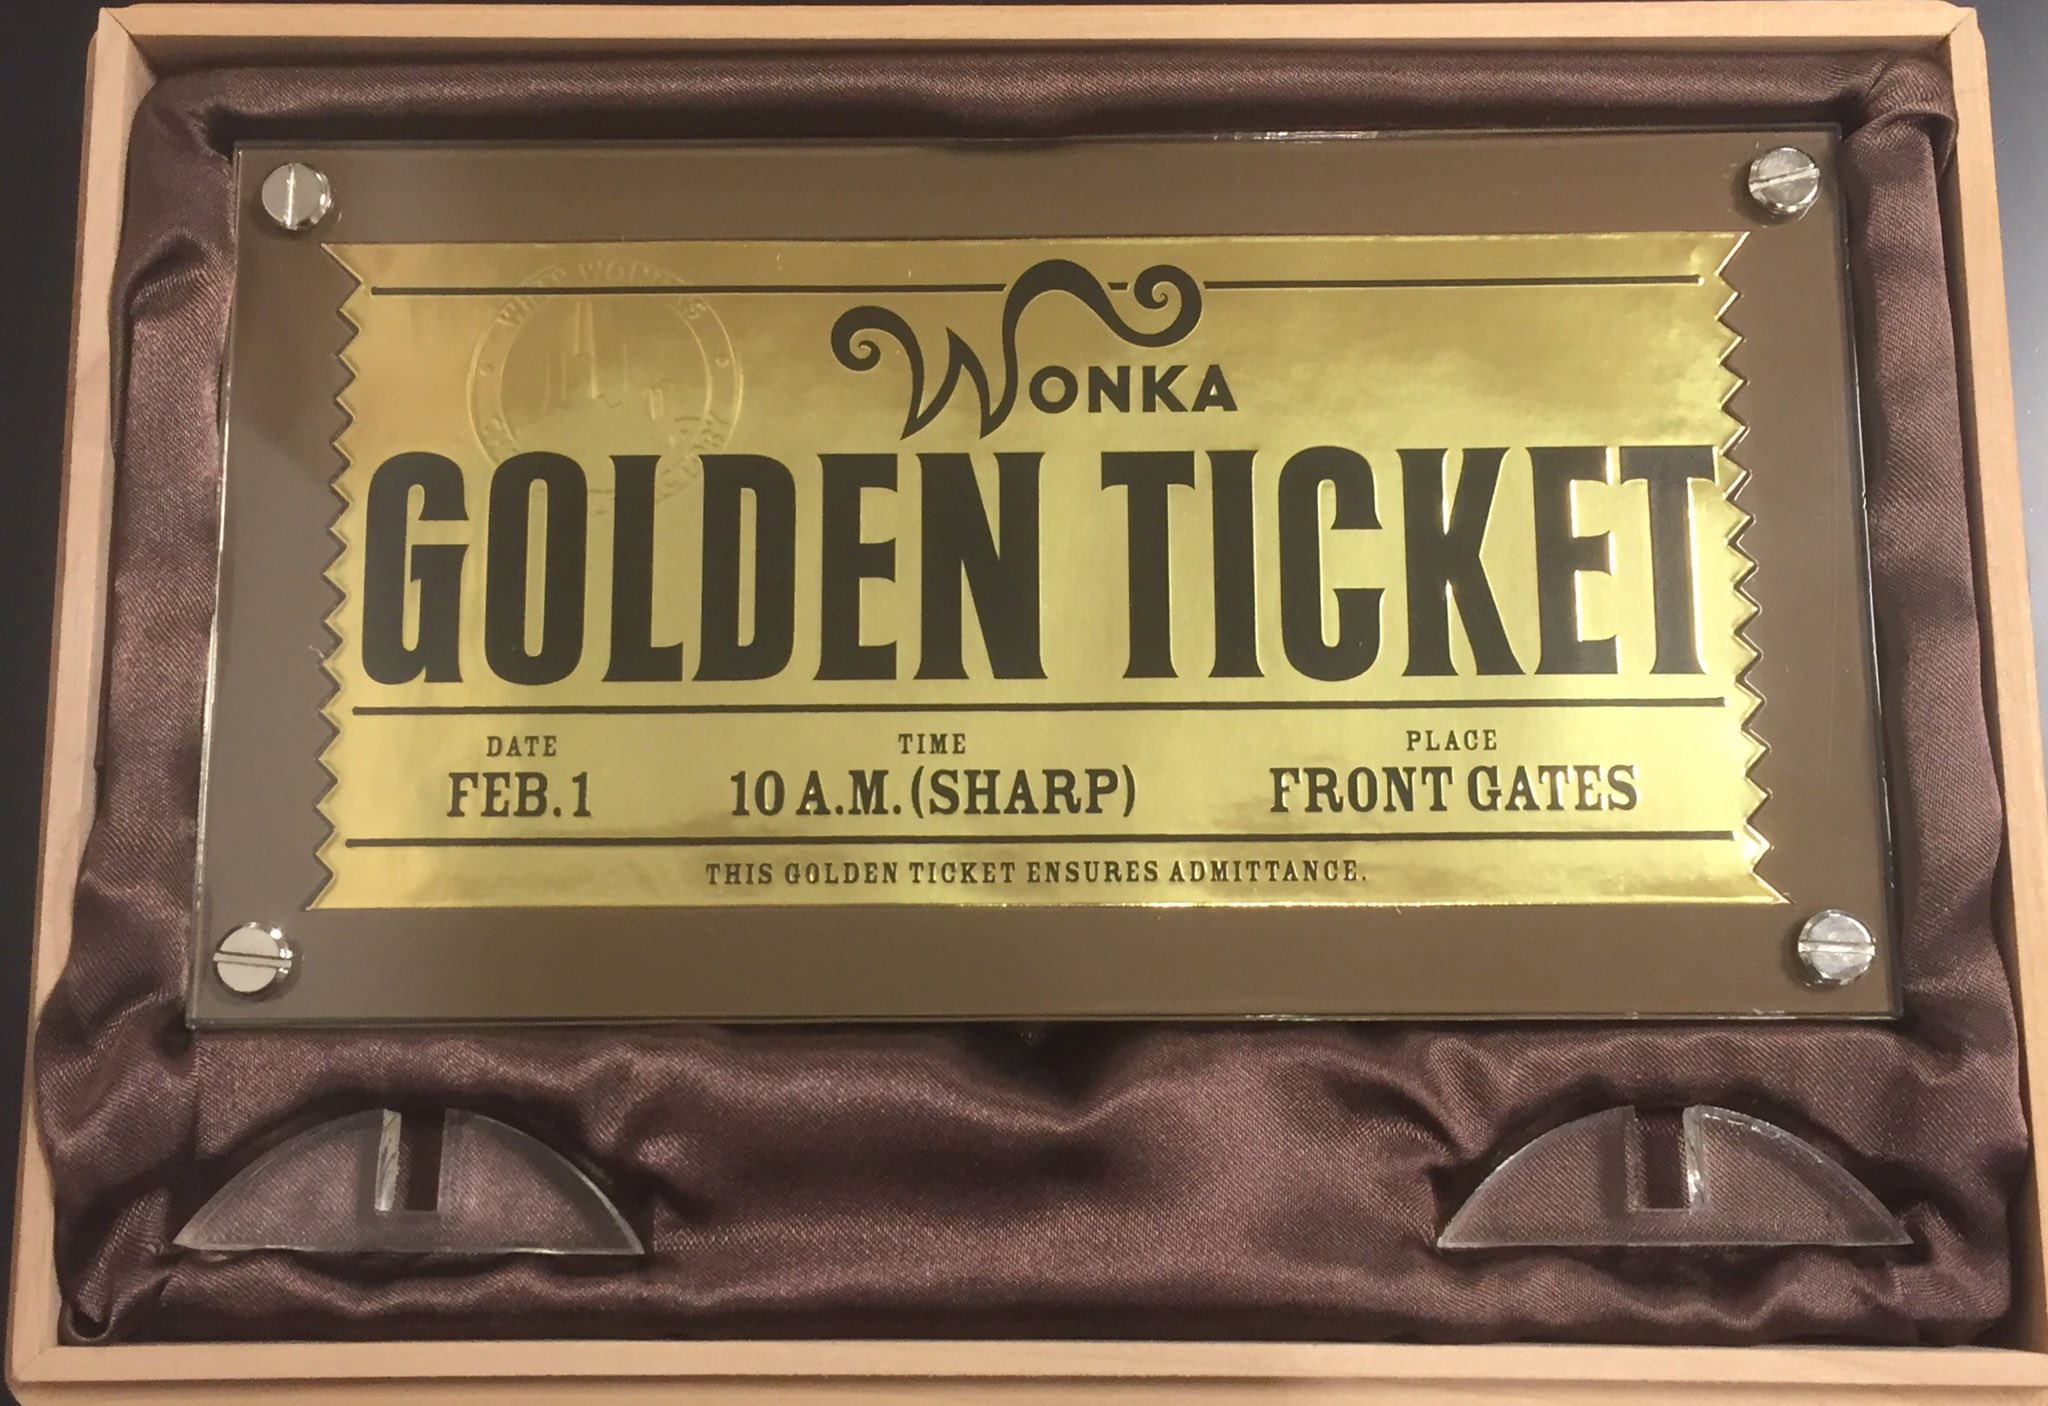 WONKA
GOLDEN TICKET
DATE TIME PLACE
FEB. 1 10 A.M. (SHARP) FRONT GATES
THIS GOLDEN TICKET ENSURES ADMITTANCE.